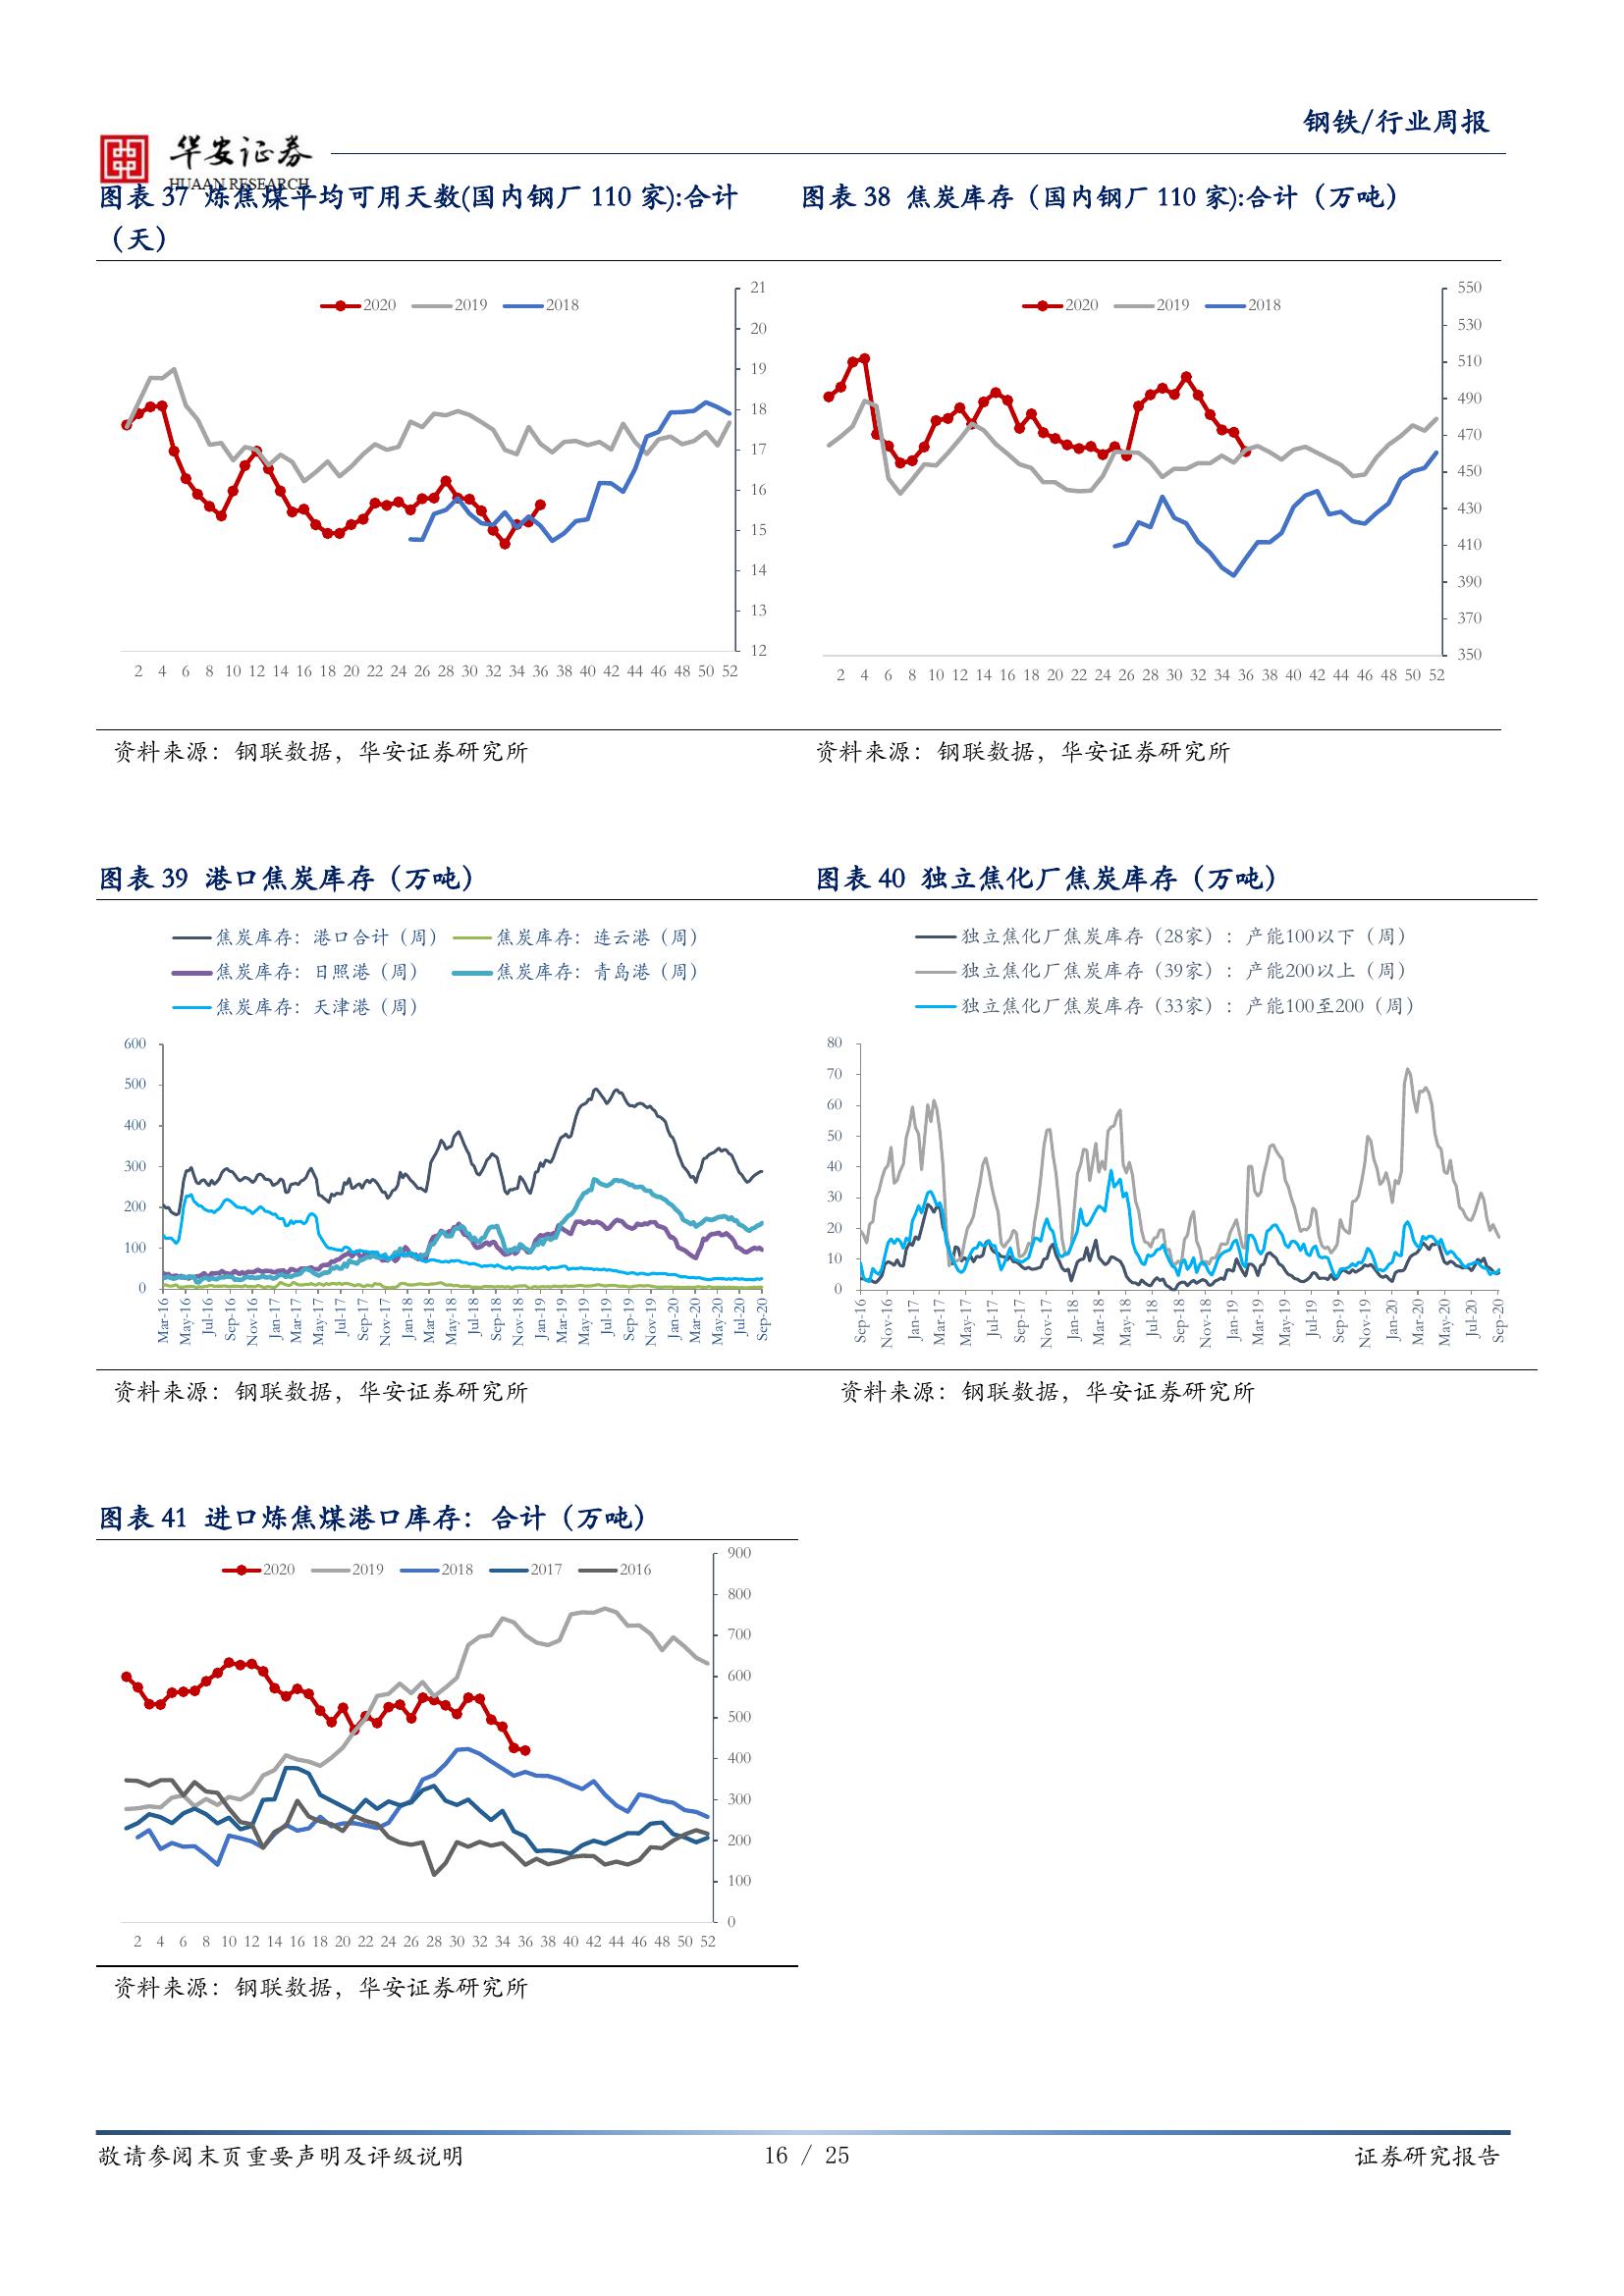 钢铁/行业周报
华安证券
HUAAN RESEARCH
图表 37 炼焦煤平均可用天数(国内钢厂 110 家):合计
（天）
2020 2019 2018
21
20
19
18
17
16
15
14
13
12
2 4 6 8 10 12 14 16 18 20 22 24 26 28 30 32 34 36 38 40 42 44 46 48 50 52
资料来源：钢联数据，华安证券研究所
图表 38 焦炭库存（国内钢厂 110 家):合计（万吨）
2020 2019 2018
550
530
510
490
470
450
430
410
390
370
350
2 4 6 8 10 12 14 16 18 20 22 24 26 28 30 32 34 36 38 40 42 44 46 48 50 52
资料来源：钢联数据，华安证券研究所
图表 39 港口焦炭库存（万吨）
焦炭库存：港口合计（周） 焦炭库存：连云港（周）
焦炭库存：日照港（周） 焦炭库存：青岛港（周）
焦炭库存：天津港（周）
600
500
400
300
200
100
0
Mar-16 May-16 Jul-16 Sep-16 Nov-16 Jan-17 Mar-17 May-17 Jul-17 Sep-17 Nov-17 Jan-18 Mar-18 May-18 Jul-18 Sep-18 Nov-18 Jan-19 Mar-19 May-19 Jul-19 Sep-19 Nov-19 Jan-20 Mar-20 May-20 Jul-20 Sep-20
资料来源：钢联数据，华安证券研究所
图表 40 独立焦化厂焦炭库存（万吨）
独立焦化厂焦炭库存（28家）：产能100以下（周）
独立焦化厂焦炭库存（39家）：产能200以上（周）
独立焦化厂焦炭库存（33家）：产能100至200（周）
80
70
60
50
40
30
20
10
0
Sep-16 Nov-16 Jan-17 Mar-17 May-17 Jul-17 Sep-17 Nov-17 Jan-18 Mar-18 May-18 Jul-18 Sep-18 Nov-18 Jan-19 Mar-19 May-19 Jul-19 Sep-19 Nov-19 Jan-20 Mar-20 May-20 Jul-20 Sep-20
资料来源：钢联数据，华安证券研究所
图表 41 进口炼焦煤港口库存：合计（万吨）
2020 2019 2018 2017 2016
900
800
700
600
500
400
300
200
100
0
2 4 6 8 10 12 14 16 18 20 22 24 26 28 30 32 34 36 38 40 42 44 46 48 50 52
资料来源：钢联数据，华安证券研究所
敬请参阅末页重要声明及评级说明
16 / 25
证券研究报告